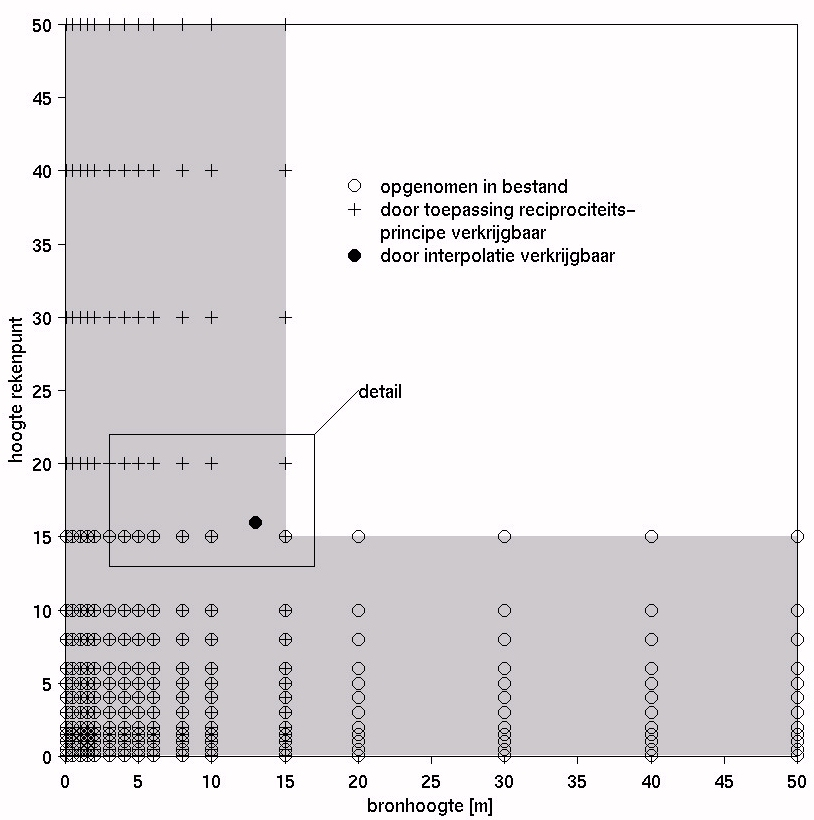 50
45
40
35
30
25
20
15
10
5
0
hoogte rekenpunt
opgenomen in bestand
door toepassing reciprociteits–
principe verkrijgbaar
door interpolatie verkrijgbaar
detail
0 5 10 15 20 25 30 35 40 45 50
bronhoogte [m]